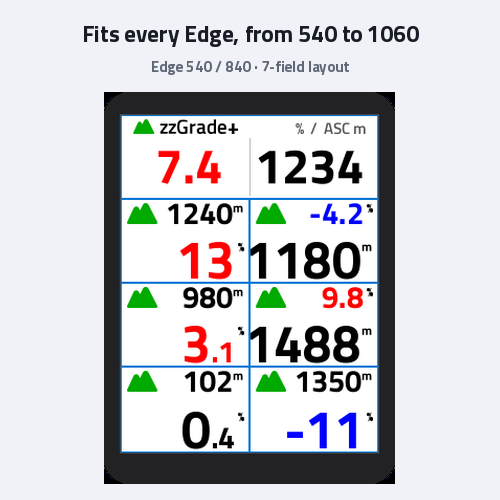 Fits every Edge, from 540 to 1060
Edge 540 / 840 · 7-field layout
zzGrade+ % / ASC m
7.4 1234
1240m -4.2%
13% 1180m
980m 9.8%
3.1% 1488m
102m 1350m
0.4% -11%